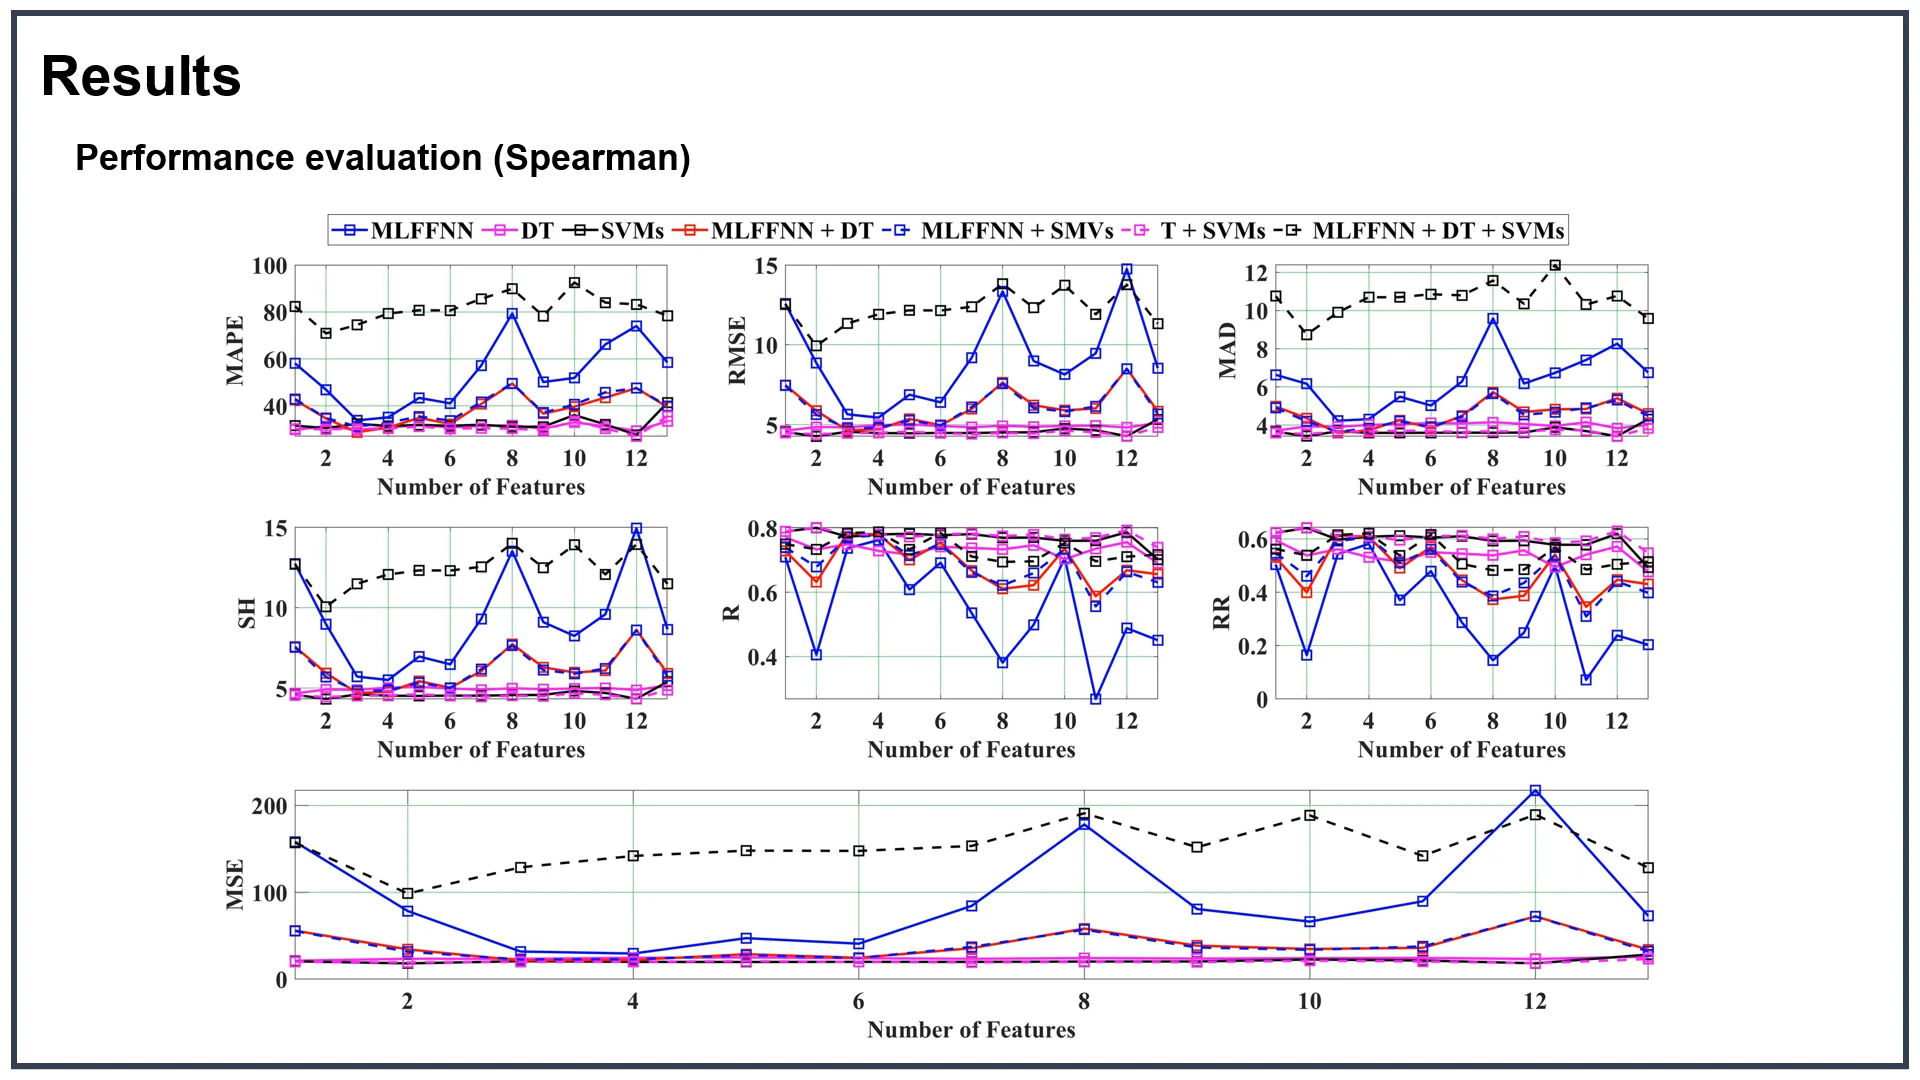 Results
Performance evaluation (Spearman)
MLFFNN DT SVMs MLFFNN + DT MLFFNN + SMVs T + SVMs MLFFNN + DT + SVMs
100
80
60
40
MAPE
2 4 6 8 10 12
Number of Features
15
10
5
RMSE
2 4 6 8 10 12
Number of Features
12
10
8
6
4
MAD
2 4 6 8 10 12
Number of Features
15
10
5
SH
2 4 6 8 10 12
Number of Features
0.8
0.6
0.4
R
2 4 6 8 10 12
Number of Features
0.6
0.4
0.2
0
RR
2 4 6 8 10 12
Number of Features
200
100
0
MSE
2 4 6 8 10 12
Number of Features